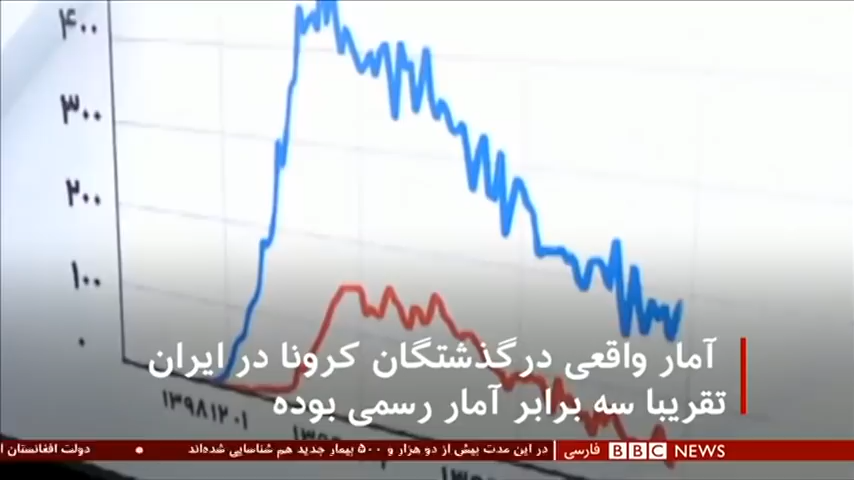 ۴۰۰
۳۰۰
۲۰۰
۱۰۰
۰
آمار واقعی درگذشتگان کرونا در ایران
تقریبا سه برابر آمار رسمی بوده
۱۳۹۸۱۲۰۱
در این مدت بیش از دو هزار و ۵۰۰ بیمار جدید هم شناسایی شده‌اند • دولت افغانستان
BBC NEWS فارسی